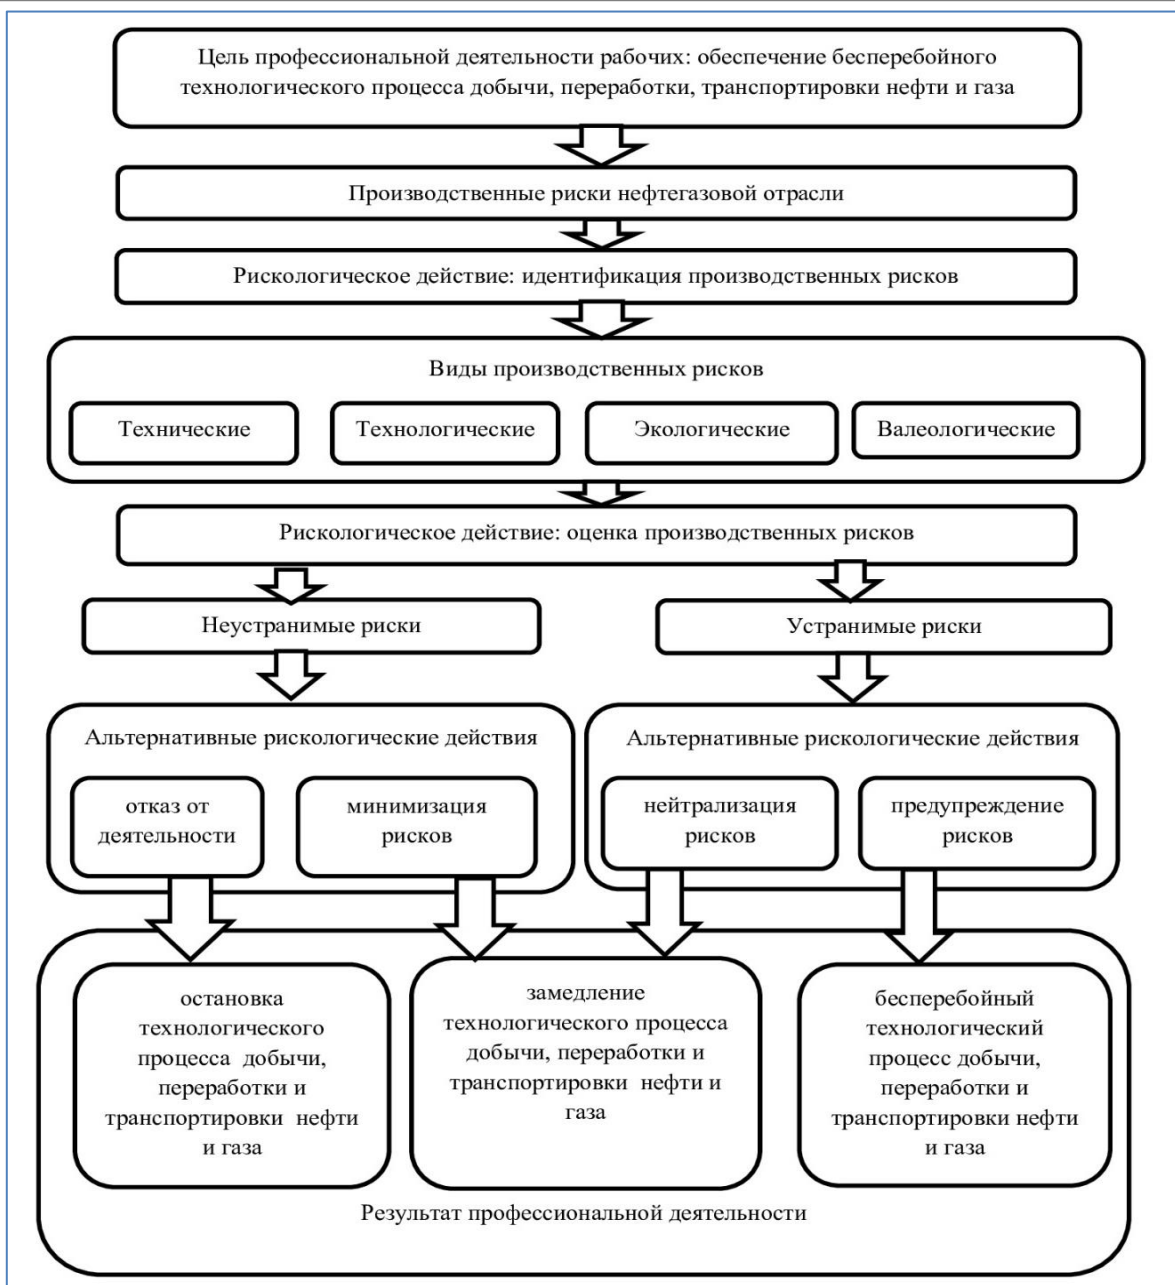 Цель профессиональной деятельности рабочих: обеспечение бесперебойного
технологического процесса добычи, переработки, транспортировки нефти и газа
Производственные риски нефтегазовой отрасли
Рискологическое действие: идентификация производственных рисков
Виды производственных рисков
Технические
Технологические
Экологические
Валеологические
Рискологическое действие: оценка производственных рисков
Неустранимые риски
Устранимые риски
Альтернативные рискологические действия
отказ от
деятельности
минимизация
рисков
Альтернативные рискологические действия
нейтрализация
рисков
предупреждение
рисков
остановка
технологического
процесса добычи,
переработки и
транспортировки нефти
и газа
замедление
технологического процесса
добычи, переработки и
транспортировки нефти и
газа
бесперебойный
технологический
процесс добычи,
переработки и
транспортировки нефти
и газа
Результат профессиональной деятельности